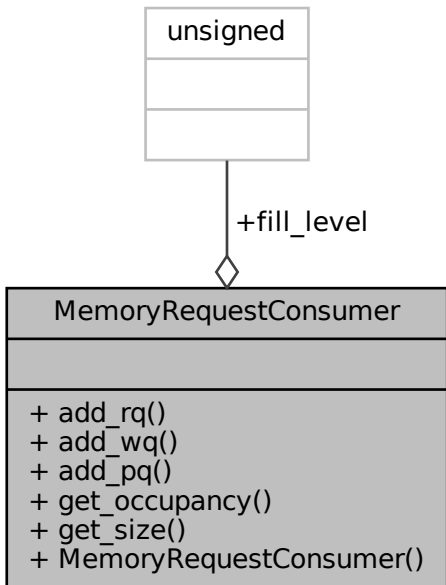 unsigned
+fill_level
MemoryRequestConsumer
+ add_rq()
+ add_wq()
+ add_pq()
+ get_occupancy()
+ get_size()
+ MemoryRequestConsumer()